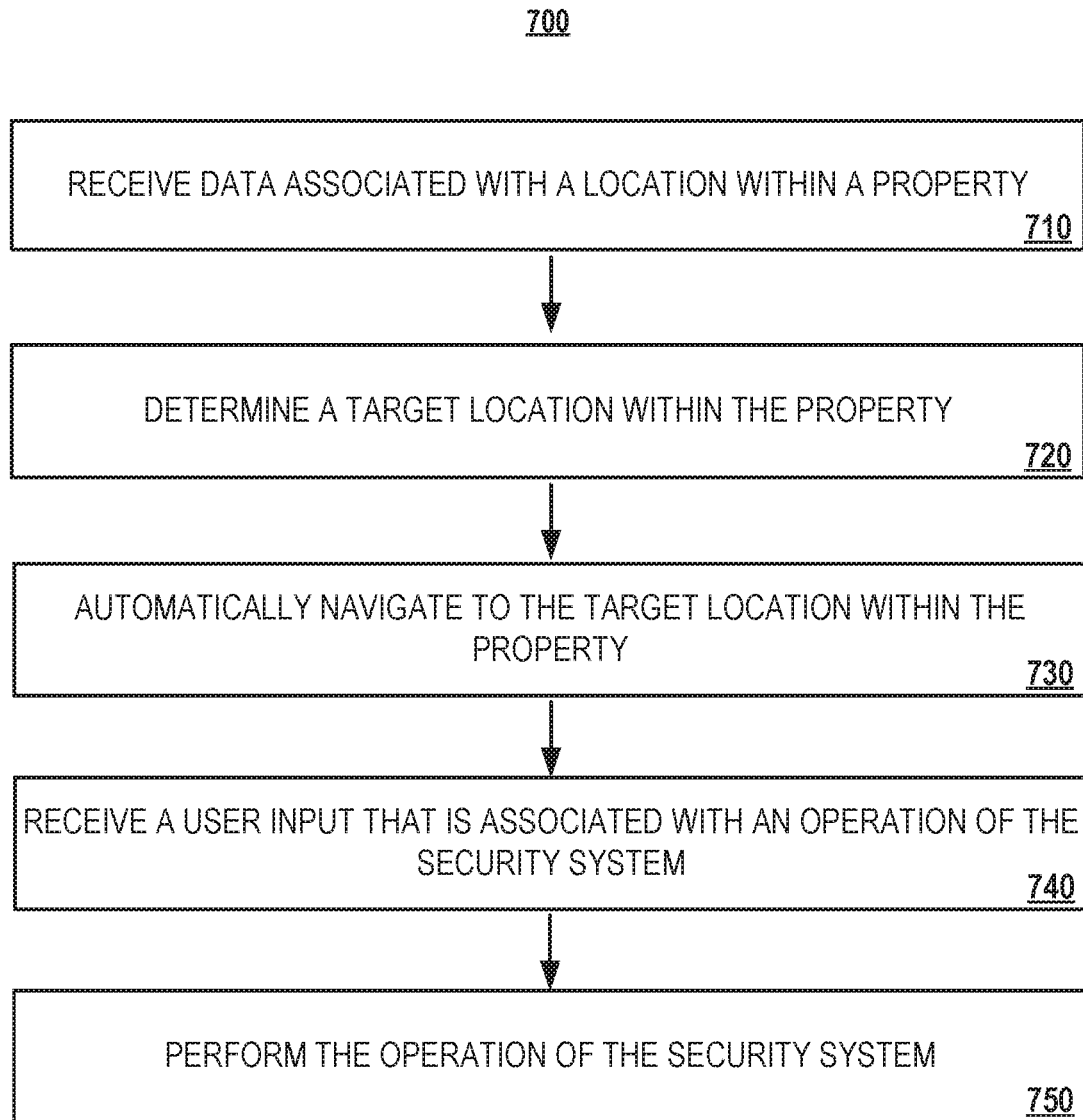 700
RECEIVE DATA ASSOCIATED WITH A LOCATION WITHIN A PROPERTY
710
DETERMINE A TARGET LOCATION WITHIN THE PROPERTY
720
AUTOMATICALLY NAVIGATE TO THE TARGET LOCATION WITHIN THE
PROPERTY
730
RECEIVE A USER INPUT THAT IS ASSOCIATED WITH AN OPERATION OF THE
SECURITY SYSTEM
740
PERFORM THE OPERATION OF THE SECURITY SYSTEM
750